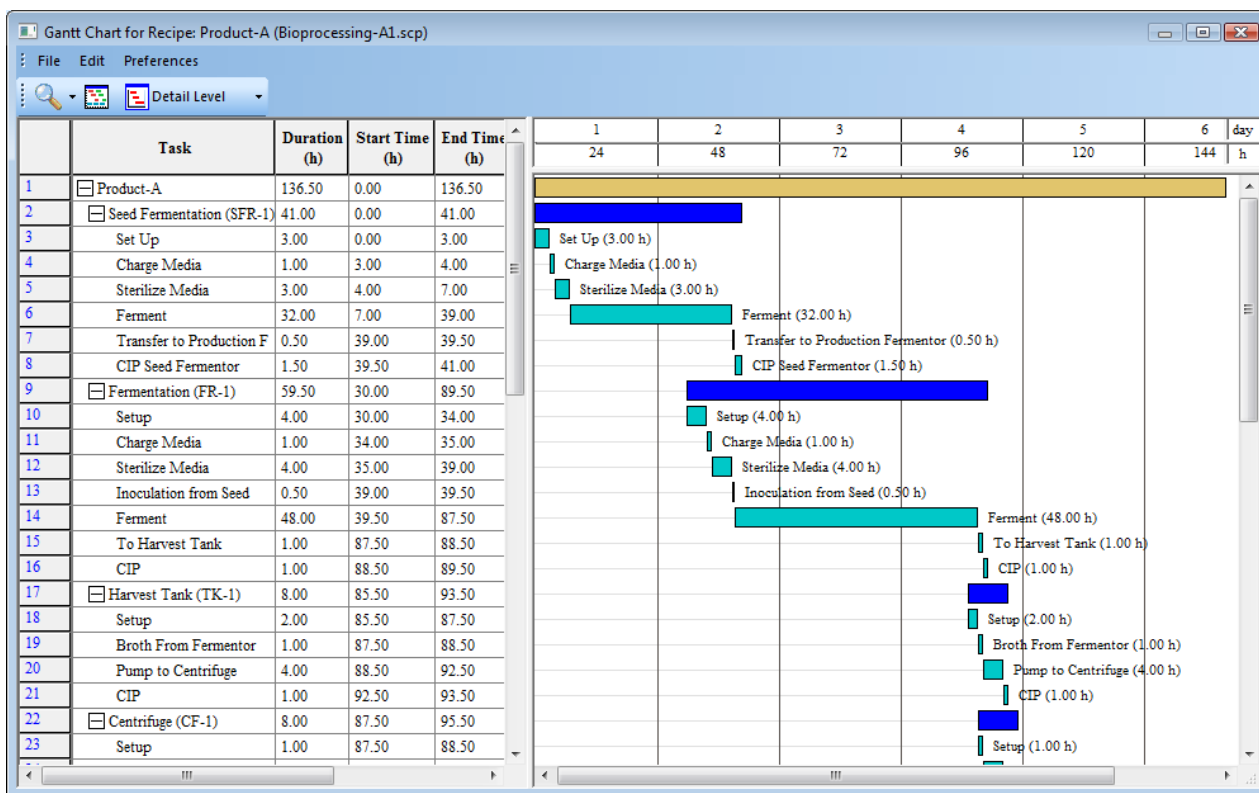 Gantt Chart for Recipe: Product-A (Bioprocessing-A1.scp)
File Edit Preferences
Detail Level
Task Duration (h) Start Time (h) End Time (h)
1 2 3 4 5 6 day
24 48 72 96 120 144 h
1 Product-A 136.50 0.00 136.50
2 Seed Fermentation (SFR-1) 41.00 0.00 41.00
3 Set Up 3.00 0.00 3.00 Set Up (3.00 h)
4 Charge Media 1.00 3.00 4.00 Charge Media (1.00 h)
5 Sterilize Media 3.00 4.00 7.00 Sterilize Media (3.00 h)
6 Ferment 32.00 7.00 39.00 Ferment (32.00 h)
7 Transfer to Production F 0.50 39.00 39.50 Transfer to Production Fermentor (0.50 h)
8 CIP Seed Fermentor 1.50 39.50 41.00 CIP Seed Fermentor (1.50 h)
9 Fermentation (FR-1) 59.50 30.00 89.50
10 Setup 4.00 30.00 34.00 Setup (4.00 h)
11 Charge Media 1.00 34.00 35.00 Charge Media (1.00 h)
12 Sterilize Media 4.00 35.00 39.00 Sterilize Media (4.00 h)
13 Inoculation from Seed 0.50 39.00 39.50 Inoculation from Seed (0.50 h)
14 Ferment 48.00 39.50 87.50 Ferment (48.00 h)
15 To Harvest Tank 1.00 87.50 88.50 To Harvest Tank (1.00 h)
16 CIP 1.00 88.50 89.50 CIP (1.00 h)
17 Harvest Tank (TK-1) 8.00 85.50 93.50
18 Setup 2.00 85.50 87.50 Setup (2.00 h)
19 Broth From Fermentor 1.00 87.50 88.50 Broth From Fermentor (1.00 h)
20 Pump to Centrifuge 4.00 88.50 92.50 Pump to Centrifuge (4.00 h)
21 CIP 1.00 92.50 93.50 CIP (1.00 h)
22 Centrifuge (CF-1) 8.00 87.50 95.50
23 Setup 1.00 87.50 88.50 Setup (1.00 h)